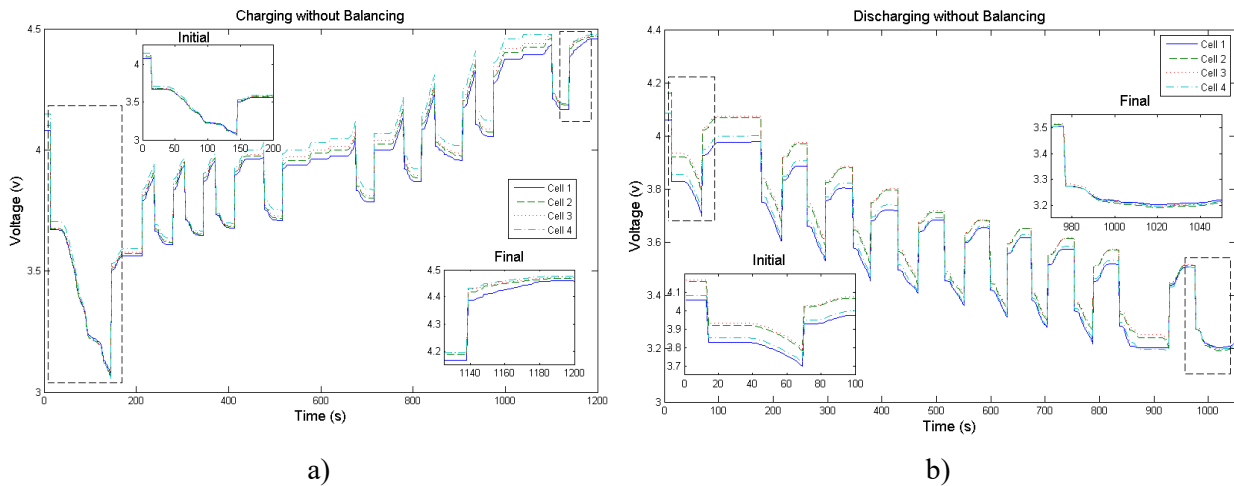 Charging without Balancing
4.5
4
3.5
3
Voltage (v)
0 200 400 600 800 1000 1200
Time (s)
Initial
4
3.5
3
0 50 100 150 200
Cell 1
Cell 2
Cell 3
Cell 4
Final
4.5
4.4
4.3
4.2
1140 1160 1180 1200
a)
Discharging without Balancing
4.4
4.2
4
3.8
3.6
3.4
3.2
3
Voltage (v)
0 100 200 300 400 500 600 700 800 900 1000
Time (s)
Cell 1
Cell 2
Cell 3
Cell 4
Final
3.5
3.4
3.3
3.2
980 1000 1020 1040
Initial
4.1
4
3.9
3.8
3.7
0 20 40 60 80 100
b)